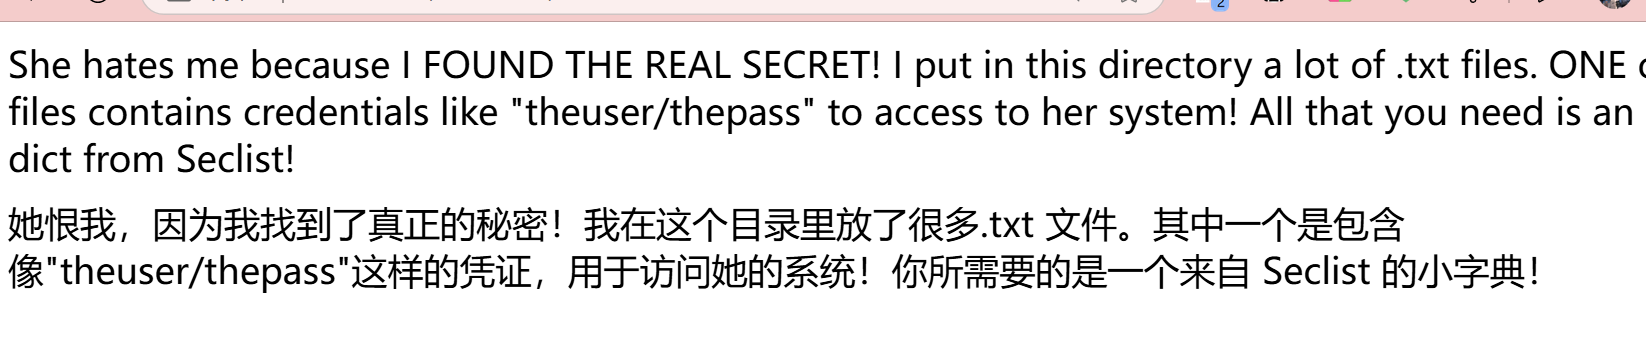 2
She hates me because I FOUND THE REAL SECRET! I put in this directory a lot of .txt files. ONE
files contains credentials like "theuser/thepass" to access to her system! All that you need is an
dict from Seclist!
她恨我，因为我找到了真正的秘密！我在这个目录里放了很多.txt 文件。其中一个是包含
像"theuser/thepass"这样的凭证，用于访问她的系统！你所需要的是一个来自 Seclist 的小字典！